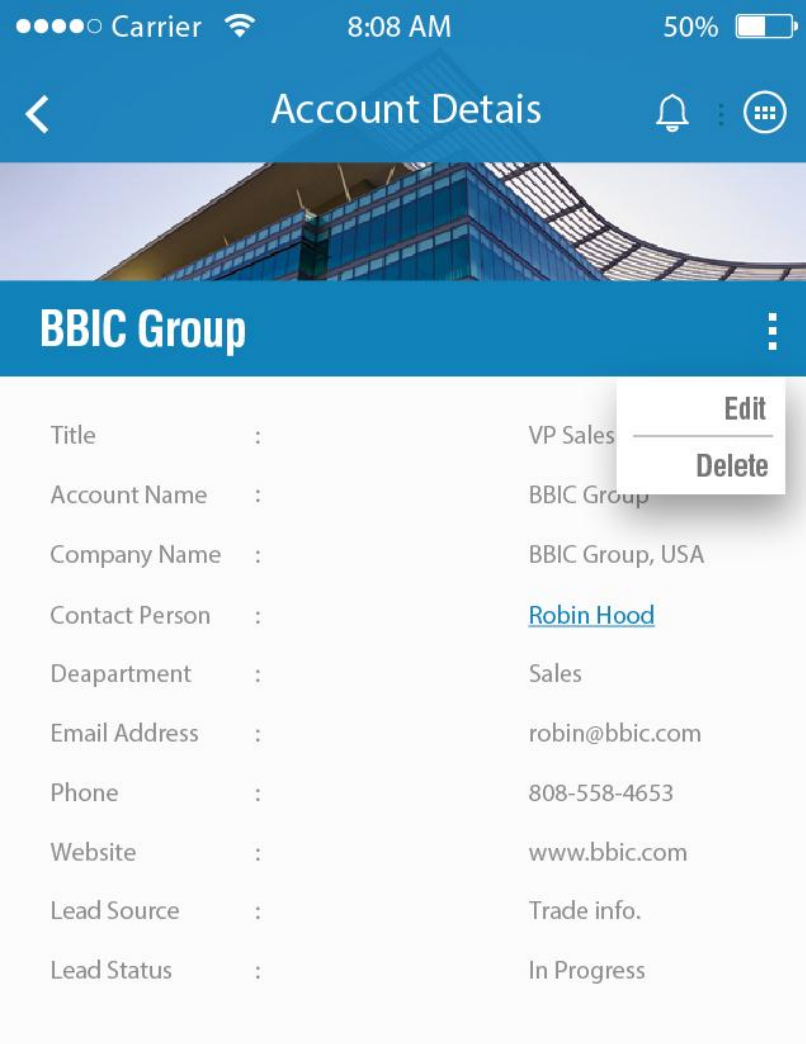 Carrier 8:08 AM 50%
Account Detais
BBIC Group
Edit
Title : VP Sales
Delete
Account Name : BBIC Group
Company Name : BBIC Group, USA
Contact Person : Robin Hood
Deapartment : Sales
Email Address : robin@bbic.com
Phone : 808-558-4653
Website : www.bbic.com
Lead Source : Trade info.
Lead Status : In Progress